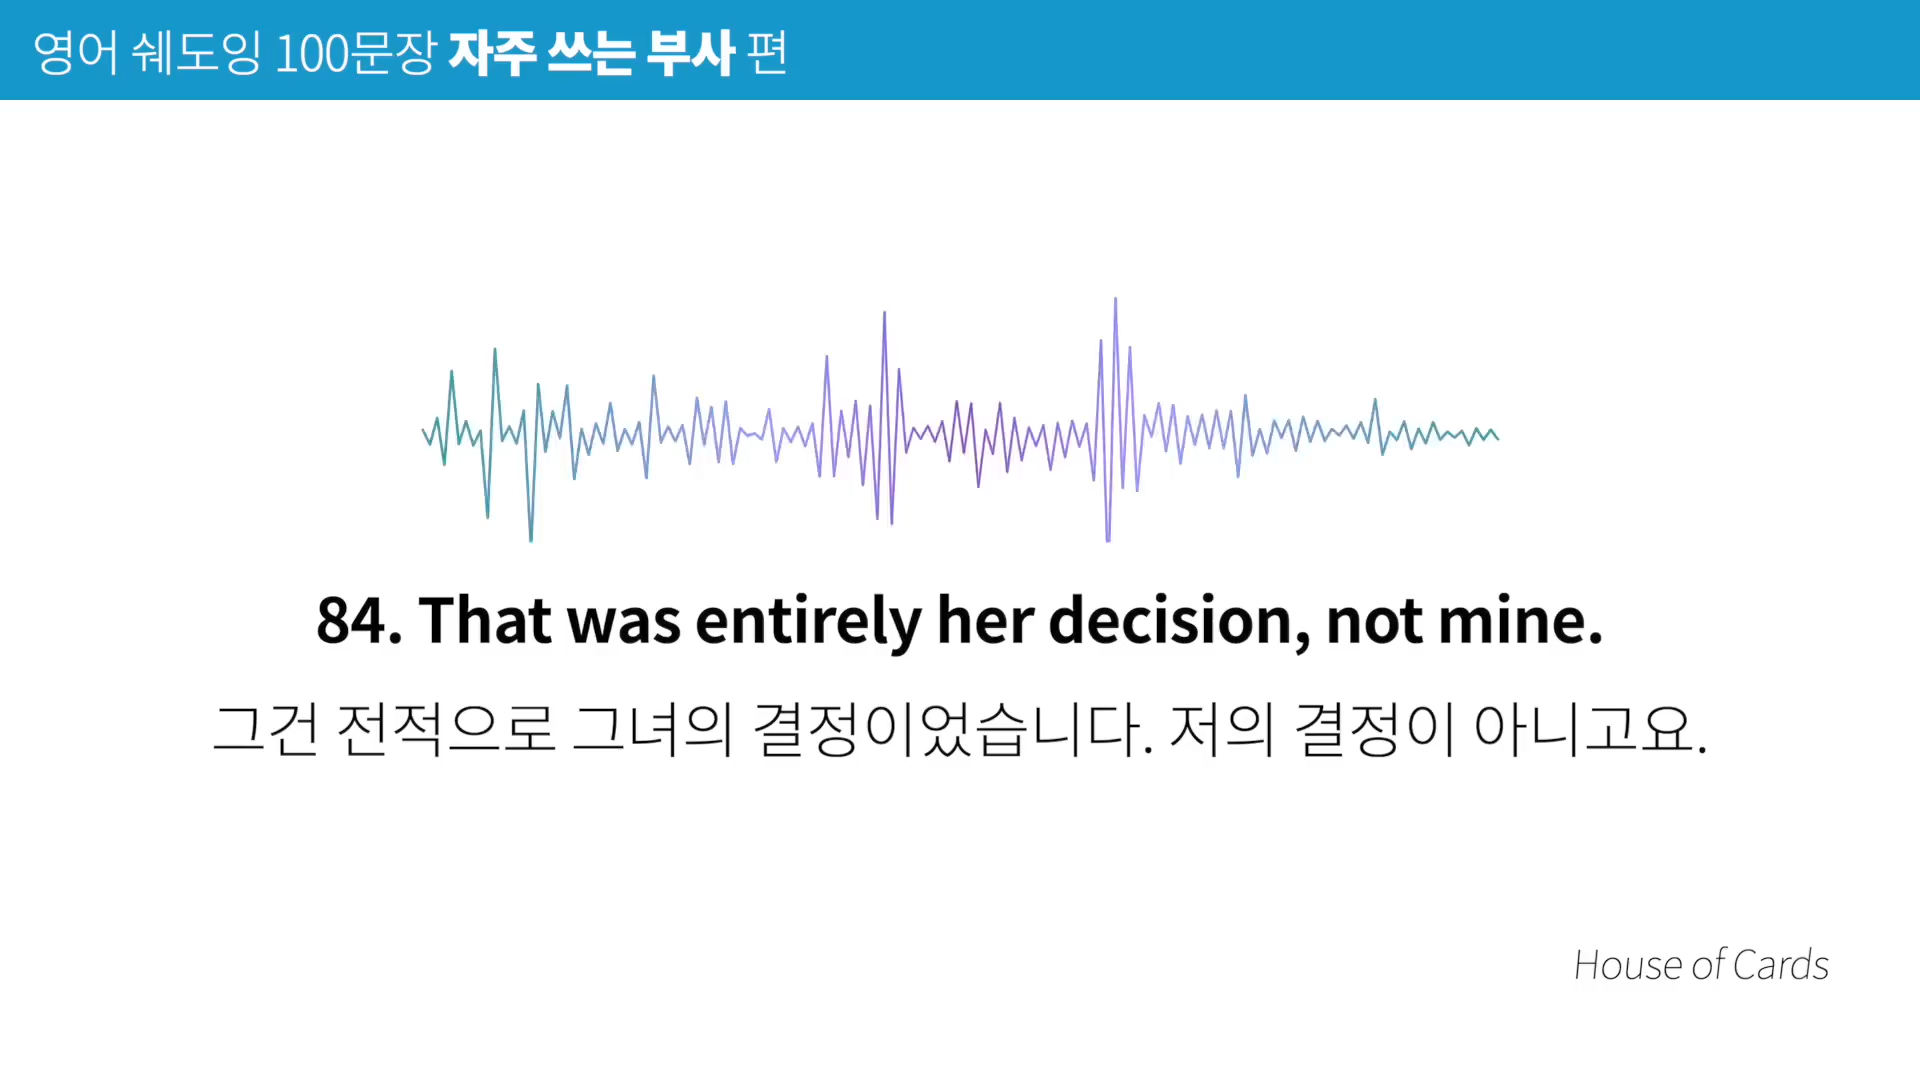 영어 쉐도잉 100문장 자주 쓰는 부사 편
84. That was entirely her decision, not mine.
그건 전적으로 그녀의 결정이었습니다. 저의 결정이 아니고요.
House of Cards